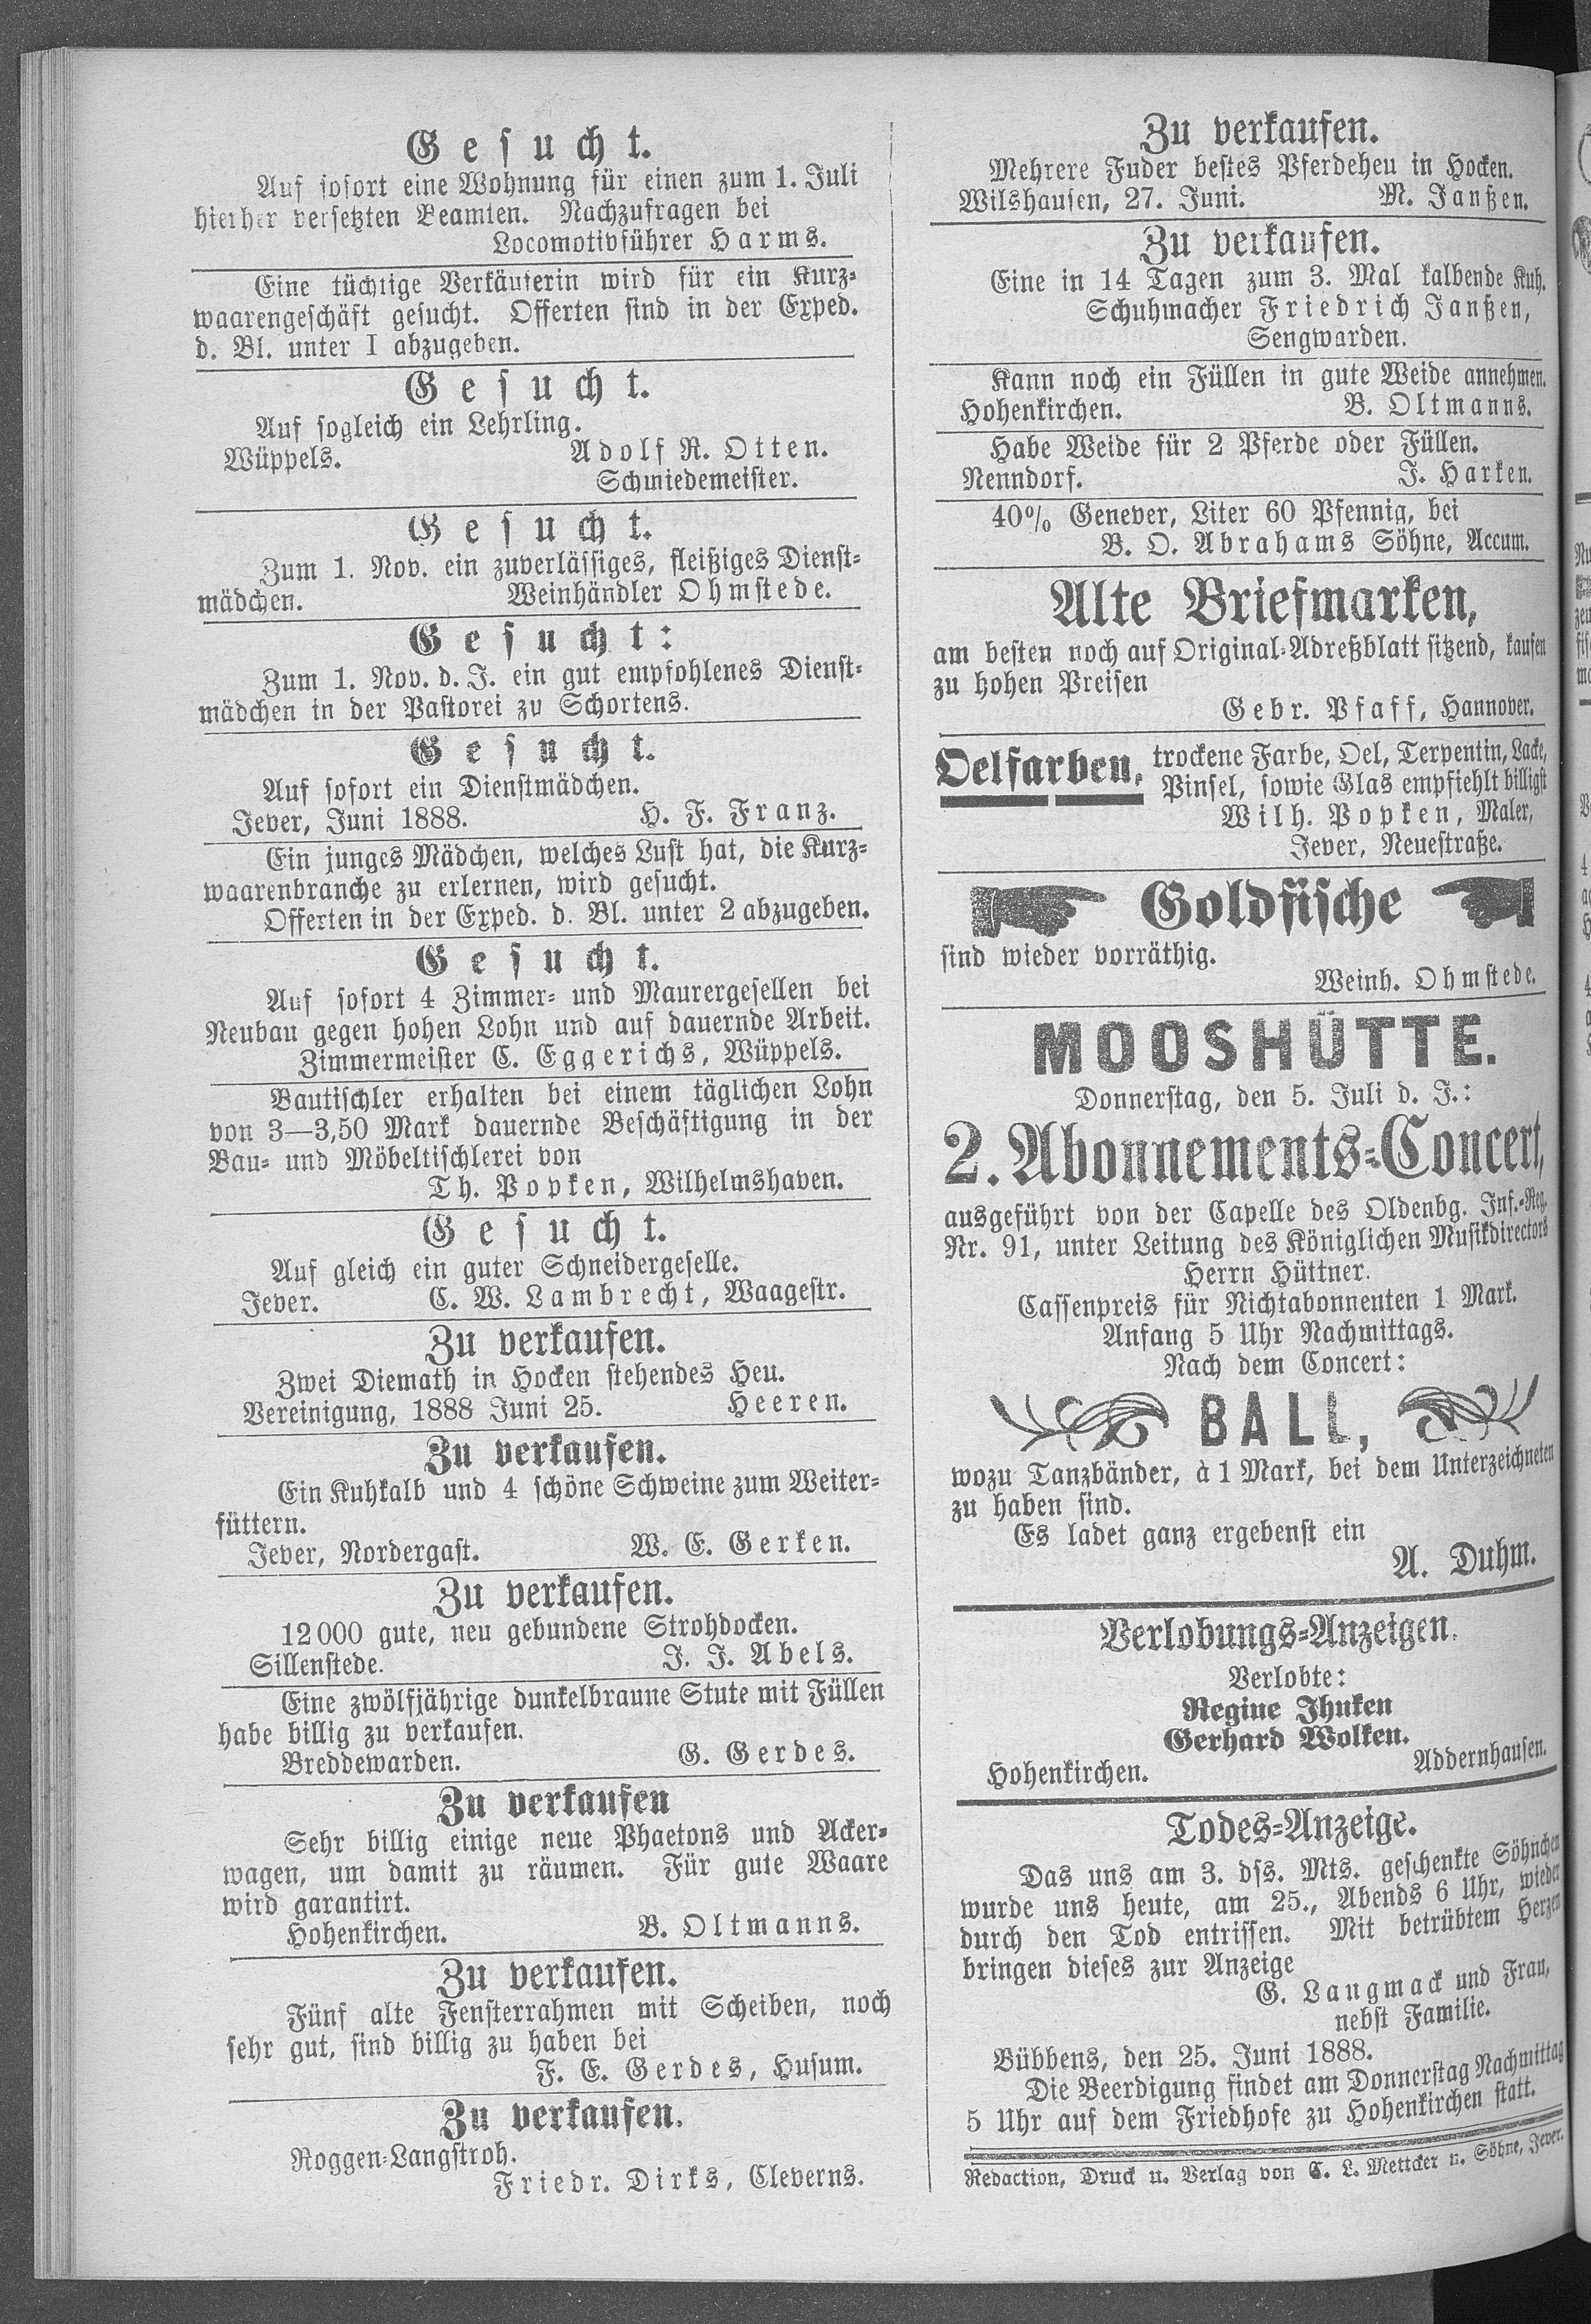 Gesucht.
Auf sofort eine Wohnung für einen zum 1. Juli
hierher versetzten Beamten. Nachzufragen bei
Locomotivführer Harms.
Eine tüchtige Verkäuferin wird für ein Kurz-
waarengeschäft gesucht. Offerten sind in der Exped.
d. Bl. unter I abzugeben.
Gesucht.
Auf sogleich ein Lehrling.
Wüppels. Adolf R. Otten.
Schmiedemeister.
Gesucht.
Zum 1. Nov. ein zuverlässiges, fleißiges Dienst-
mädchen. Weinhändler Ohmstede.
Gesucht:
Zum 1. Nov. d. J. ein gut empfohlenes Dienst-
mädchen in der Pastorei zu Schortens.
Gesucht.
Auf sofort ein Dienstmädchen.
Jever, Juni 1888. H. F. Franz.
Ein junges Mädchen, welches Lust hat, die Kurz-
waarenbranche zu erlernen, wird gesucht.
Offerten in der Exped. d. Bl. unter 2 abzugeben.
Gesucht.
Auf sofort 4 Zimmer- und Maurergesellen bei
Neubau gegen hohen Lohn und auf dauernde Arbeit.
Zimmermeister C. Eggerichs, Wüppels.
Bautischler erhalten bei einem täglichen Lohn
von 3—3,50 Mark dauernde Beschäftigung in der
Bau- und Möbeltischlerei von
Th. Popken, Wilhelmshaven.
Gesucht.
Auf gleich ein guter Schneidergeselle.
Jever. C. W. Lambrecht, Waagestr.
Zu verkaufen.
Zwei Diemath in Hocken stehendes Heu.
Vereinigung, 1888 Juni 25. Heeren.
Zu verkaufen.
Ein Kuhkalb und 4 schöne Schweine zum Weiter-
füttern.
Jever, Nordergast. W. E. Gerken.
Zu verkaufen.
12000 gute, neu gebundene Strohdocken.
Sillenstede. J. J. Abels.
Eine zwölfjährige dunkelbraune Stute mit Füllen
habe billig zu verkaufen.
Breddewarden. G. Gerdes.
Zu verkaufen
Sehr billig einige neue Phaetons und Acker-
wagen, um damit zu räumen. Für gute Waare
wird garantirt.
Hohenkirchen. B. Oltmanns.
Zu verkaufen.
Fünf alte Fensterrahmen mit Scheiben, noch
sehr gut, sind billig zu haben bei
F. E. Gerdes, Husum.
Zu verkaufen.
Roggen-Langstroh.
Friedr. Dirks, Cleverns.
Zu verkaufen.
Mehrere Fuder bestes Pferdeheu in Hocken.
Wilshausen, 27. Juni. M. Janßen.
Zu verkaufen.
Eine in 14 Tagen zum 3. Mal kalbende Kuh.
Schuhmacher Friedrich Janßen,
Sengwarden.
Kann noch ein Füllen in gute Weide annehmen.
Hohenkirchen. B. Oltmanns.
Habe Weide für 2 Pferde oder Füllen.
Nenndorf. J. Harken.
40% Genever, Liter 60 Pfennig, bei
B. O. Abrahams Söhne, Accum.
Alte Briefmarken,
am besten noch auf Original-Adreßblatt sitzend, kaufen
zu hohen Preisen
Gebr. Pfaff, Hannover.
Oelfarben, trockene Farbe, Oel, Terpentin, Lacke,
Pinsel, sowie Glas empfiehlt billigst
Wilh. Popken, Maler,
Jever, Neuestraße.
Goldfische
sind wieder vorräthig.
Weinh. Ohmstede.
MOOSHÜTTE.
Donnerstag, den 5. Juli d. J.:
2. Abonnements-Concert,
ausgeführt von der Capelle des Oldenbg. Inf.-Reg.
Nr. 91, unter Leitung des Königlichen Musikdirectors
Herrn Hüttner.
Cassenpreis für Nichtabonnenten 1 Mark.
Anfang 5 Uhr Nachmittags.
Nach dem Concert:
BALL,
wozu Tanzbänder, à 1 Mark, bei dem Unterzeichneten
zu haben sind.
Es ladet ganz ergebenst ein
A. Duhm.
Verlobungs-Anzeigen.
Verlobte:
Regine Ihnken
Gerhard Wolken.
Hohenkirchen. Addernhausen.
Todes-Anzeige.
Das uns am 3. dss. Mts. geschenkte Söhnchen
wurde uns heute, am 25., Abends 6 Uhr, wieder
durch den Tod entrissen. Mit betrübtem Herzen
bringen dieses zur Anzeige
G. Langmack und Frau,
nebst Familie.
Bübbens, den 25. Juni 1888.
Die Beerdigung findet am Donnerstag Nachmittag
5 Uhr auf dem Friedhofe zu Hohenkirchen statt.
Redaction, Druck u. Verlag von C. L. Mettcker u. Söhne, Jever.